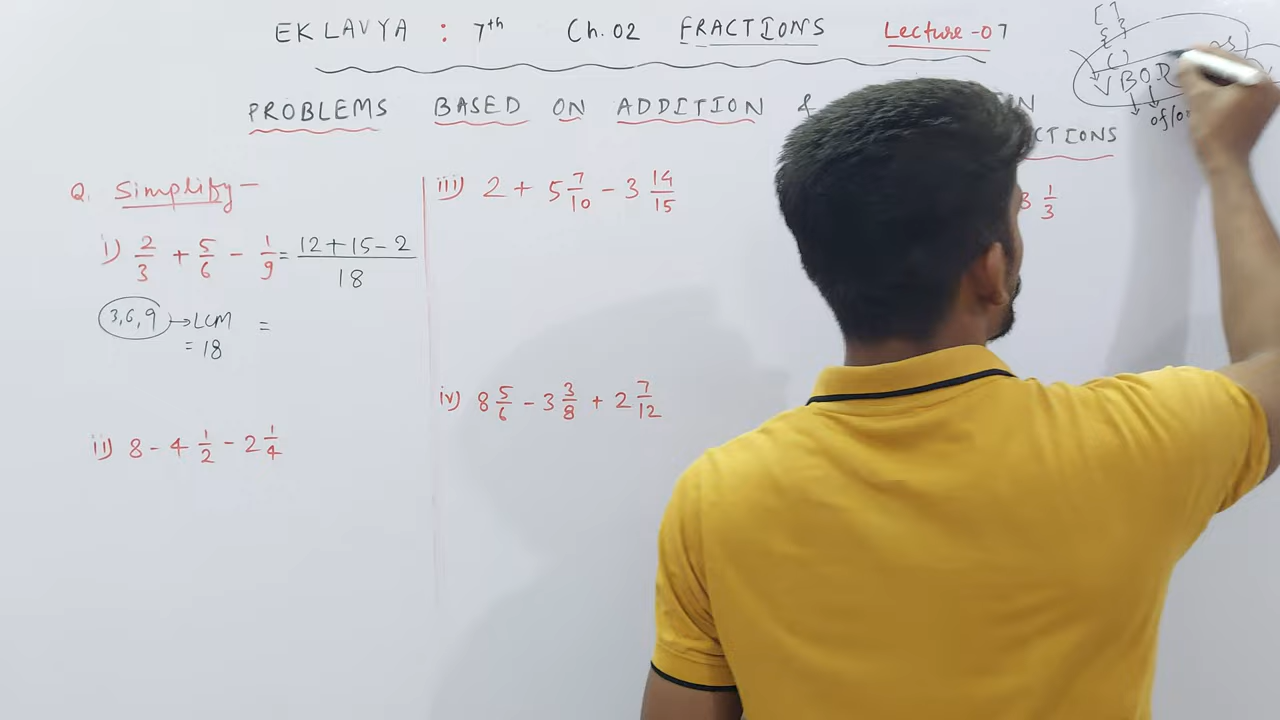 EKLAVYA : 7th Ch. 02 FRACTIONS Lecture-07
PROBLEMS BASED ON ADDITION &
CTIONS
[ ]
{ }
( )
V B O D
of/or
Q. Simplify-
i) 2/3 + 5/6 - 1/9 = 12+15-2/18
3,6,9 → LCM =
= 18
ii) 8 - 4 1/2 - 2 1/4
iii) 2 + 5 7/10 - 3 14/15
iv) 8 5/6 - 3 3/8 + 2 7/12
3 1/3